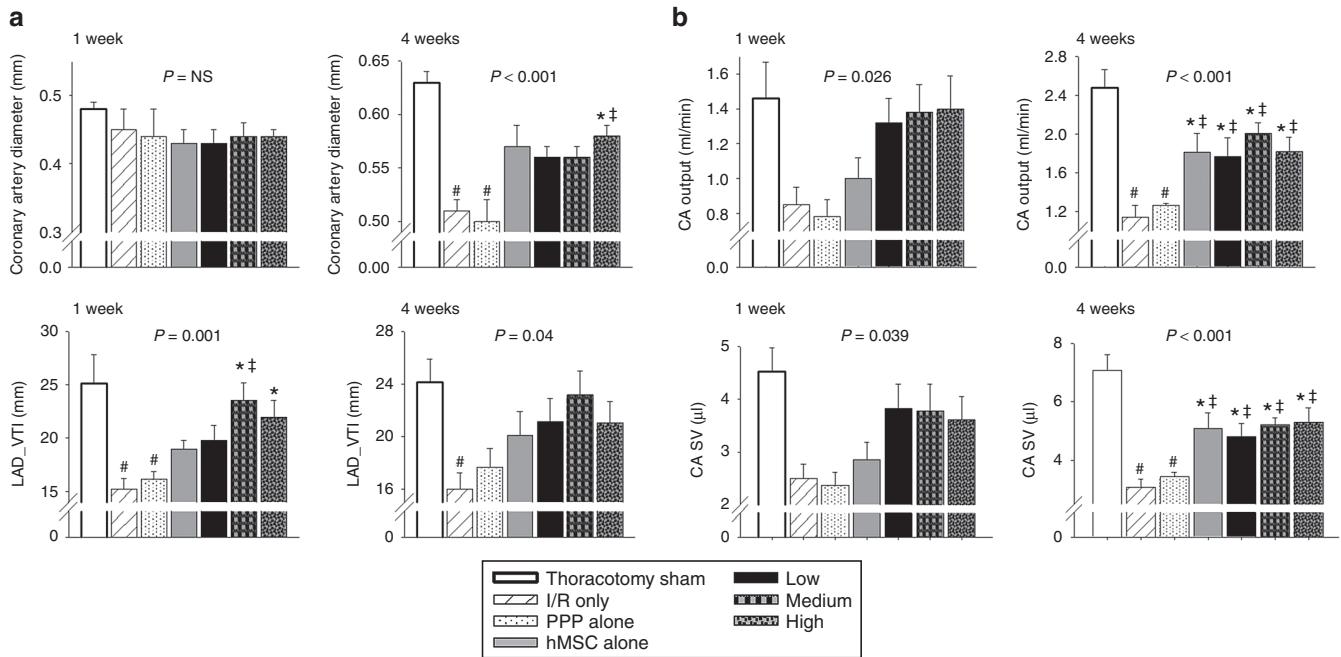 a
b
1 week
P = NS
Coronary artery diameter (mm)
0.5
0.4
0.3
0.0
4 weeks
P < 0.001
Coronary artery diameter (mm)
0.65
0.60
0.55
0.50
0.00
# # *‡
1 week
P = 0.026
CA output (ml/min)
1.6
1.4
1.2
1.0
0.8
0.0
4 weeks
P < 0.001
CA output (ml/min)
2.8
2.4
2.0
1.6
1.2
0.0
# # *‡ *‡ *‡ *‡
1 week
P = 0.001
LAD_VTI (mm)
30
25
20
15
0
# # *‡ *
4 weeks
P = 0.04
LAD_VTI (mm)
28
24
20
16
0
#
1 week
P = 0.039
CA SV (µl)
5
4
3
2
0
4 weeks
P < 0.001
CA SV (µl)
8
6
4
0
# # *‡ *‡ *‡ *‡
Thoracotomy sham
I/R only
PPP alone
hMSC alone
Low
Medium
High